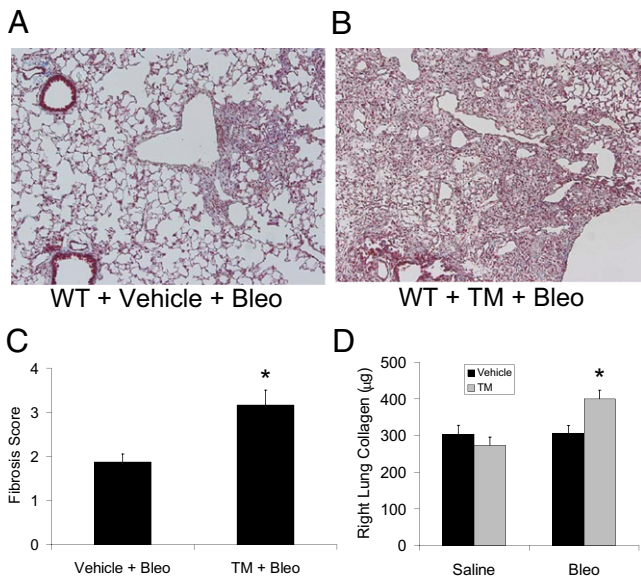 A
B
WT + Vehicle + Bleo
WT + TM + Bleo
C
D
Fibrosis Score
4
3
2
1
0
*
Vehicle + Bleo
TM + Bleo
Right Lung Collagen (μg)
500
400
300
200
100
0
Vehicle
TM
*
Saline
Bleo